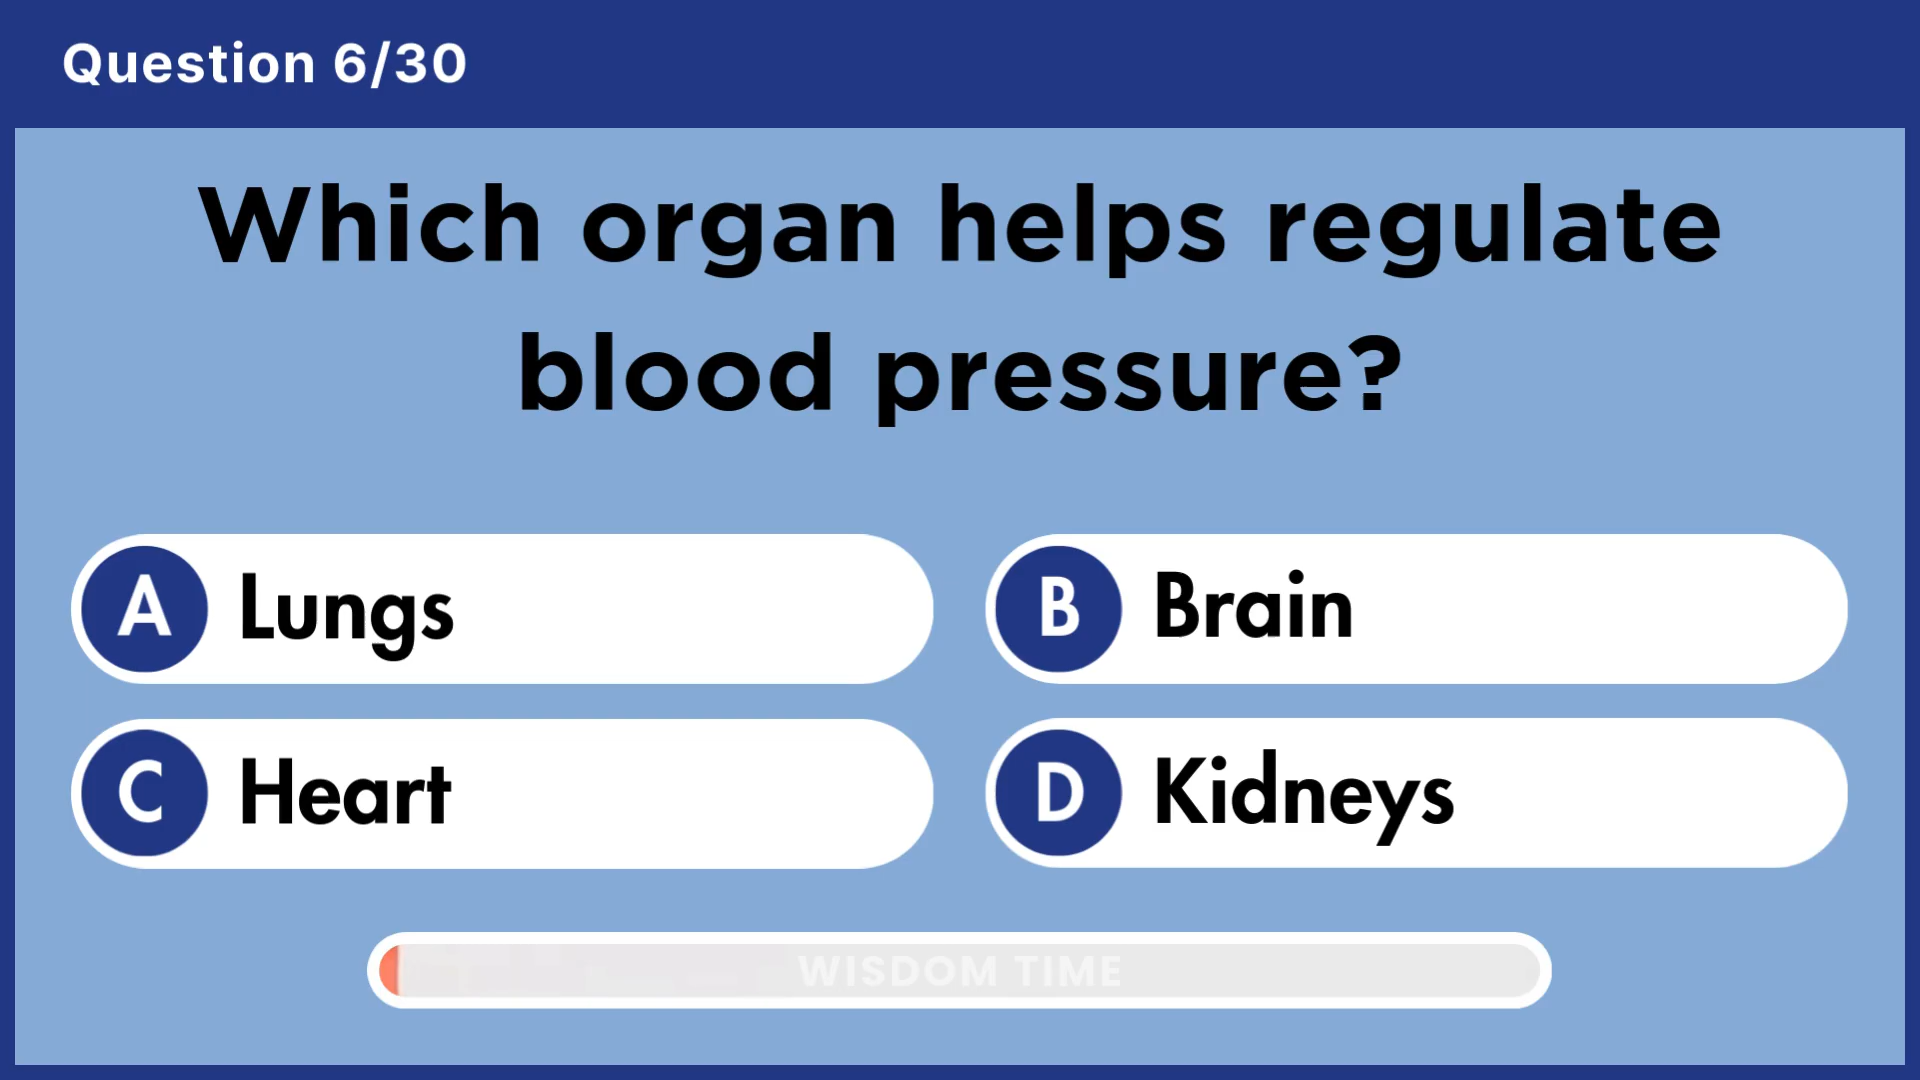 Question 6/30
Which organ helps regulate
blood pressure?
A Lungs
B Brain
C Heart
D Kidneys
WISDOM TIME